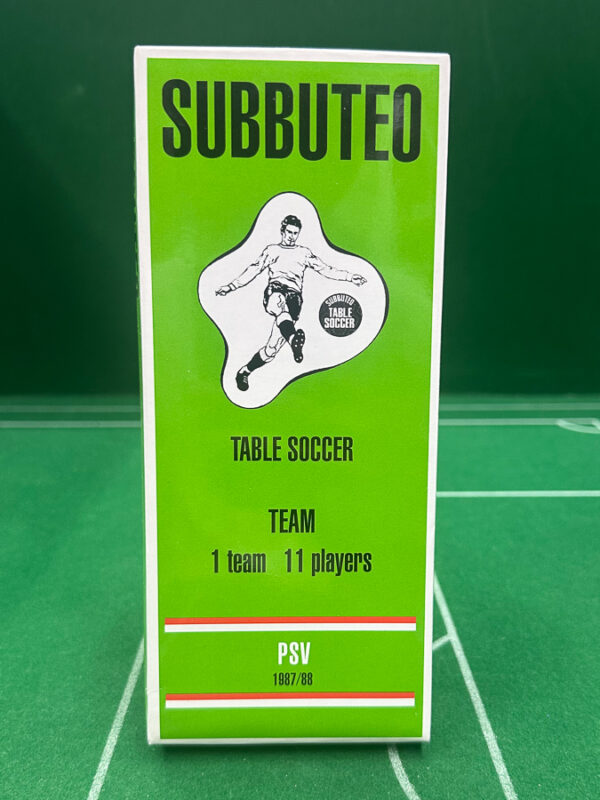 SUBBUTEO
SUBBUTEO
TABLE
SOCCER
TABLE SOCCER
TEAM
1 team 11 players
PSV
1987/88